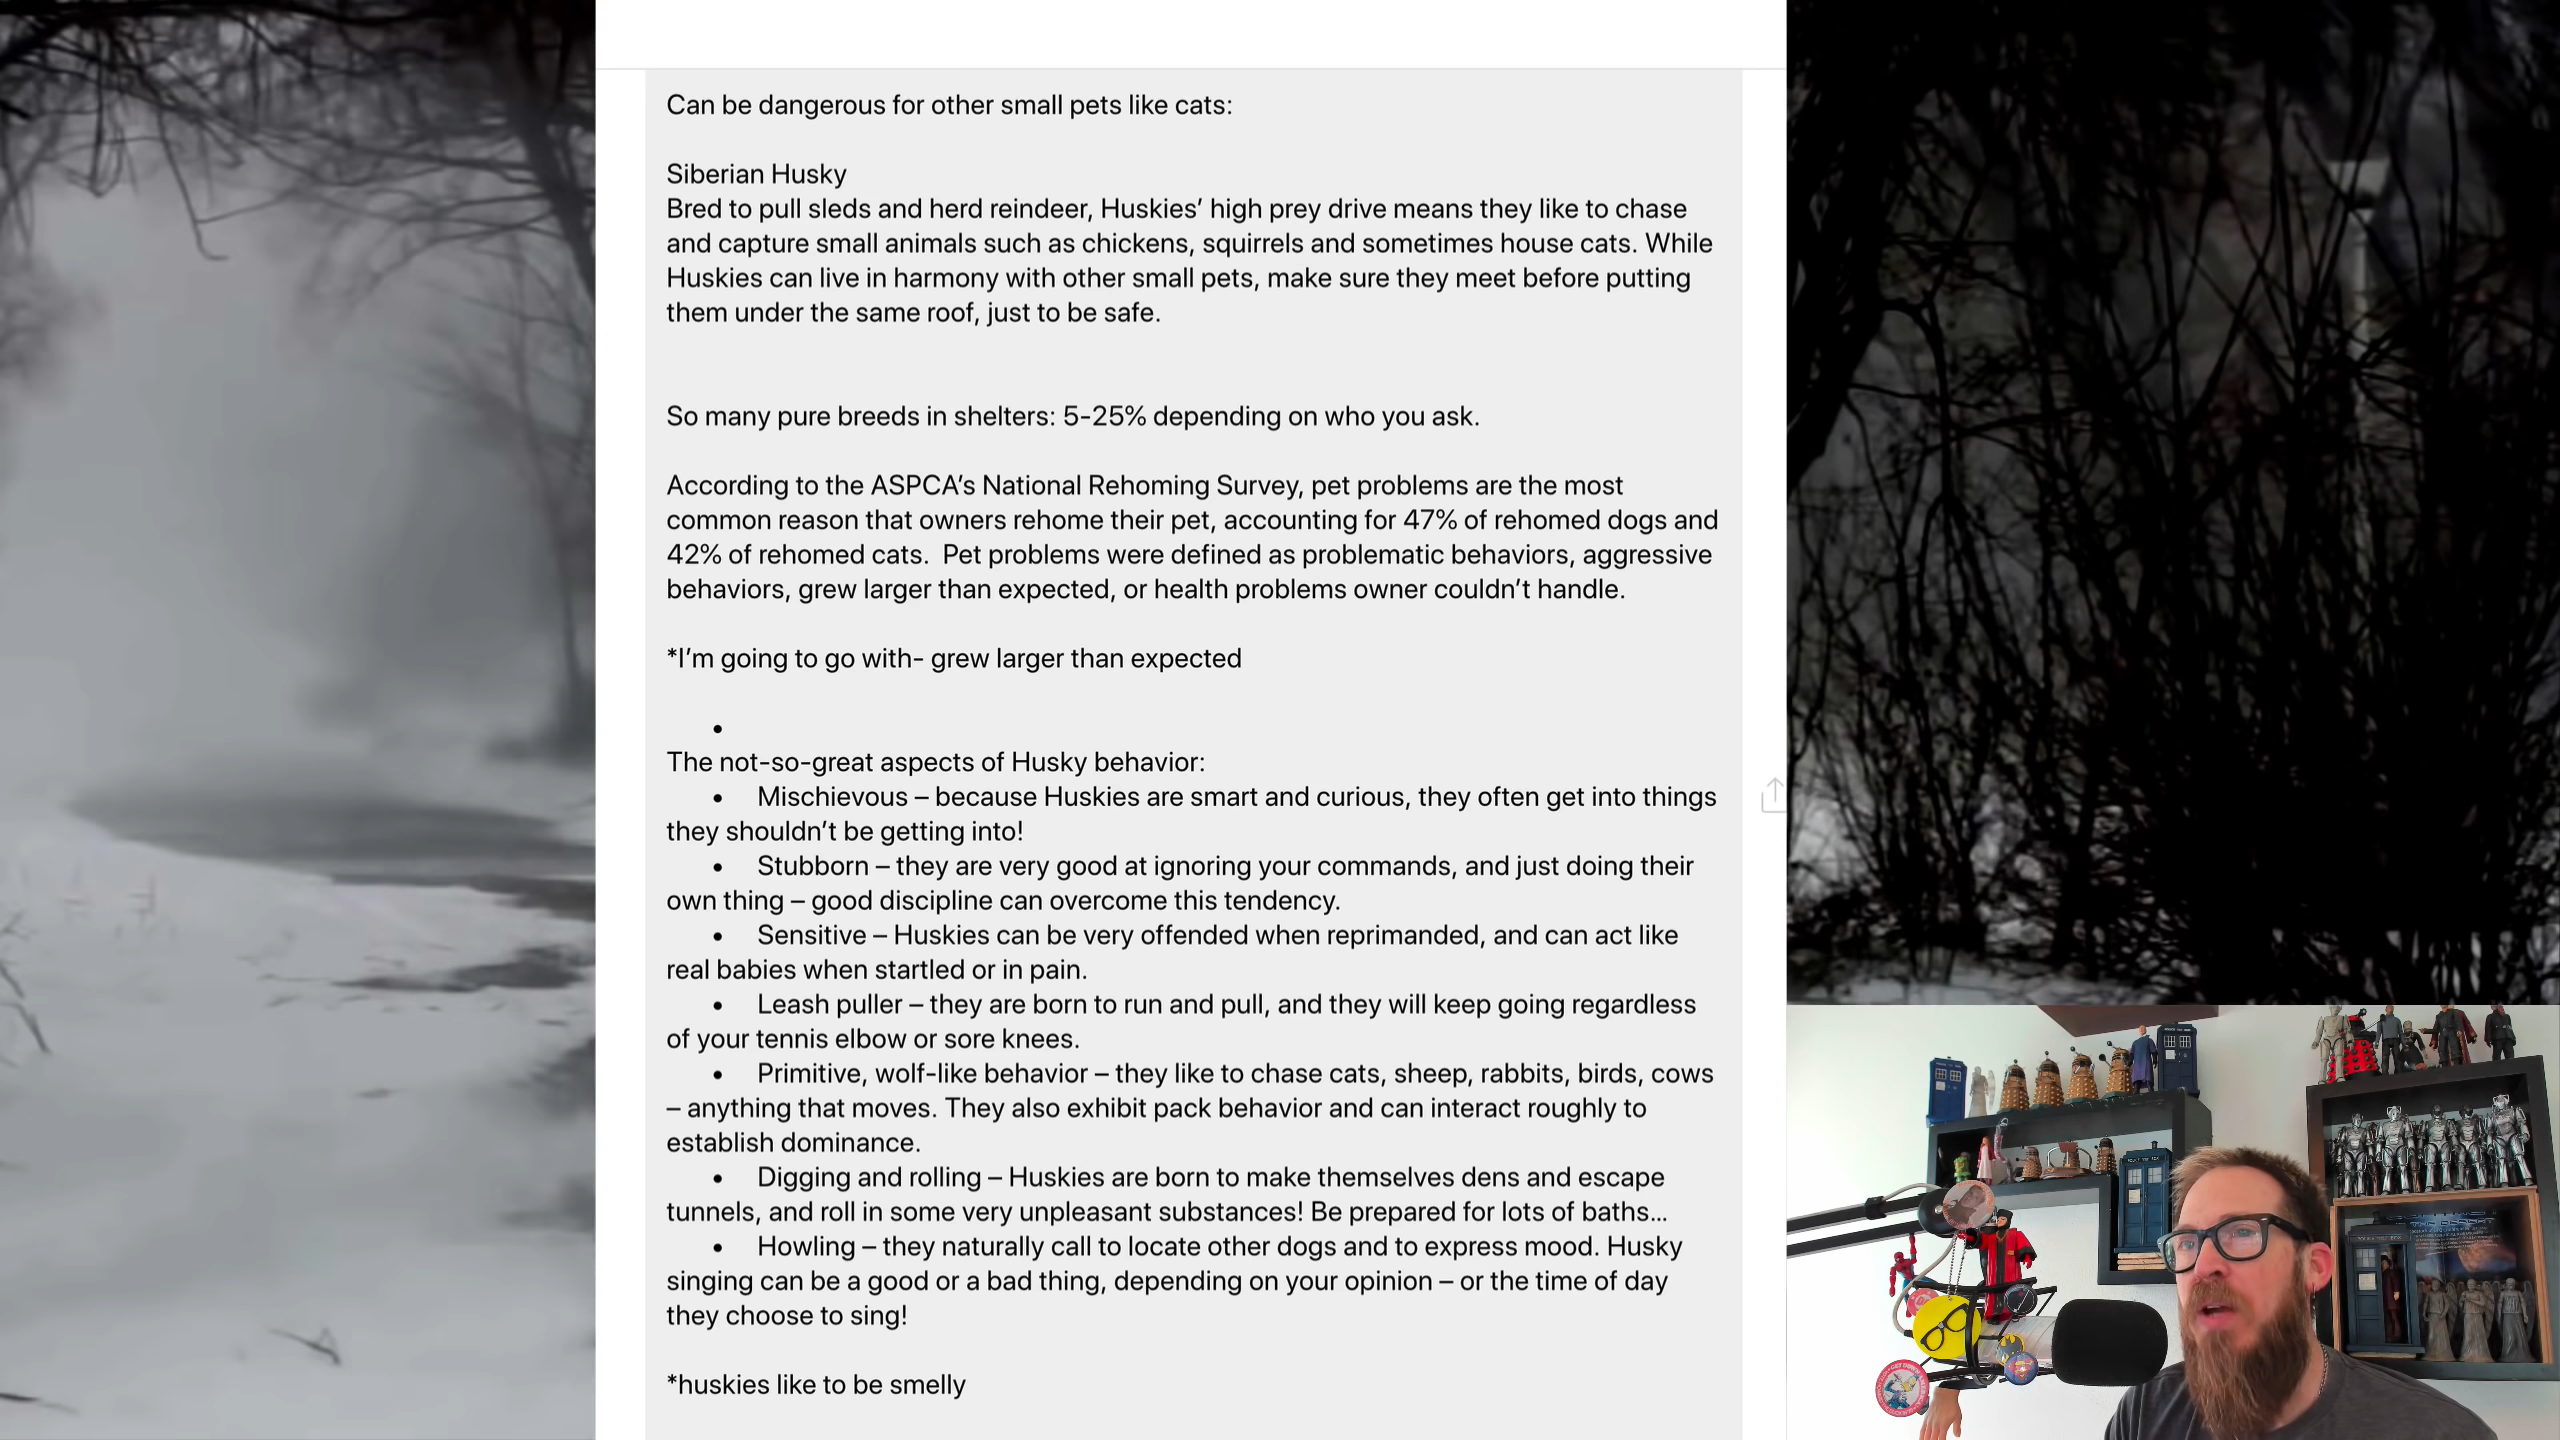 Can be dangerous for other small pets like cats:
Siberian Husky
Bred to pull sleds and herd reindeer, Huskies’ high prey drive means they like to chase
and capture small animals such as chickens, squirrels and sometimes house cats. While
Huskies can live in harmony with other small pets, make sure they meet before putting
them under the same roof, just to be safe.
So many pure breeds in shelters: 5-25% depending on who you ask.
According to the ASPCA’s National Rehoming Survey, pet problems are the most
common reason that owners rehome their pet, accounting for 47% of rehomed dogs and
42% of rehomed cats.  Pet problems were defined as problematic behaviors, aggressive
behaviors, grew larger than expected, or health problems owner couldn’t handle.
*I’m going to go with- grew larger than expected
•
The not-so-great aspects of Husky behavior:
• Mischievous – because Huskies are smart and curious, they often get into things
they shouldn’t be getting into!
• Stubborn – they are very good at ignoring your commands, and just doing their
own thing – good discipline can overcome this tendency.
• Sensitive – Huskies can be very offended when reprimanded, and can act like
real babies when startled or in pain.
• Leash puller – they are born to run and pull, and they will keep going regardless
of your tennis elbow or sore knees.
• Primitive, wolf-like behavior – they like to chase cats, sheep, rabbits, birds, cows
– anything that moves. They also exhibit pack behavior and can interact roughly to
establish dominance.
• Digging and rolling – Huskies are born to make themselves dens and escape
tunnels, and roll in some very unpleasant substances! Be prepared for lots of baths…
• Howling – they naturally call to locate other dogs and to express mood. Husky
singing can be a good or a bad thing, depending on your opinion – or the time of day
they choose to sing!
*huskies like to be smelly